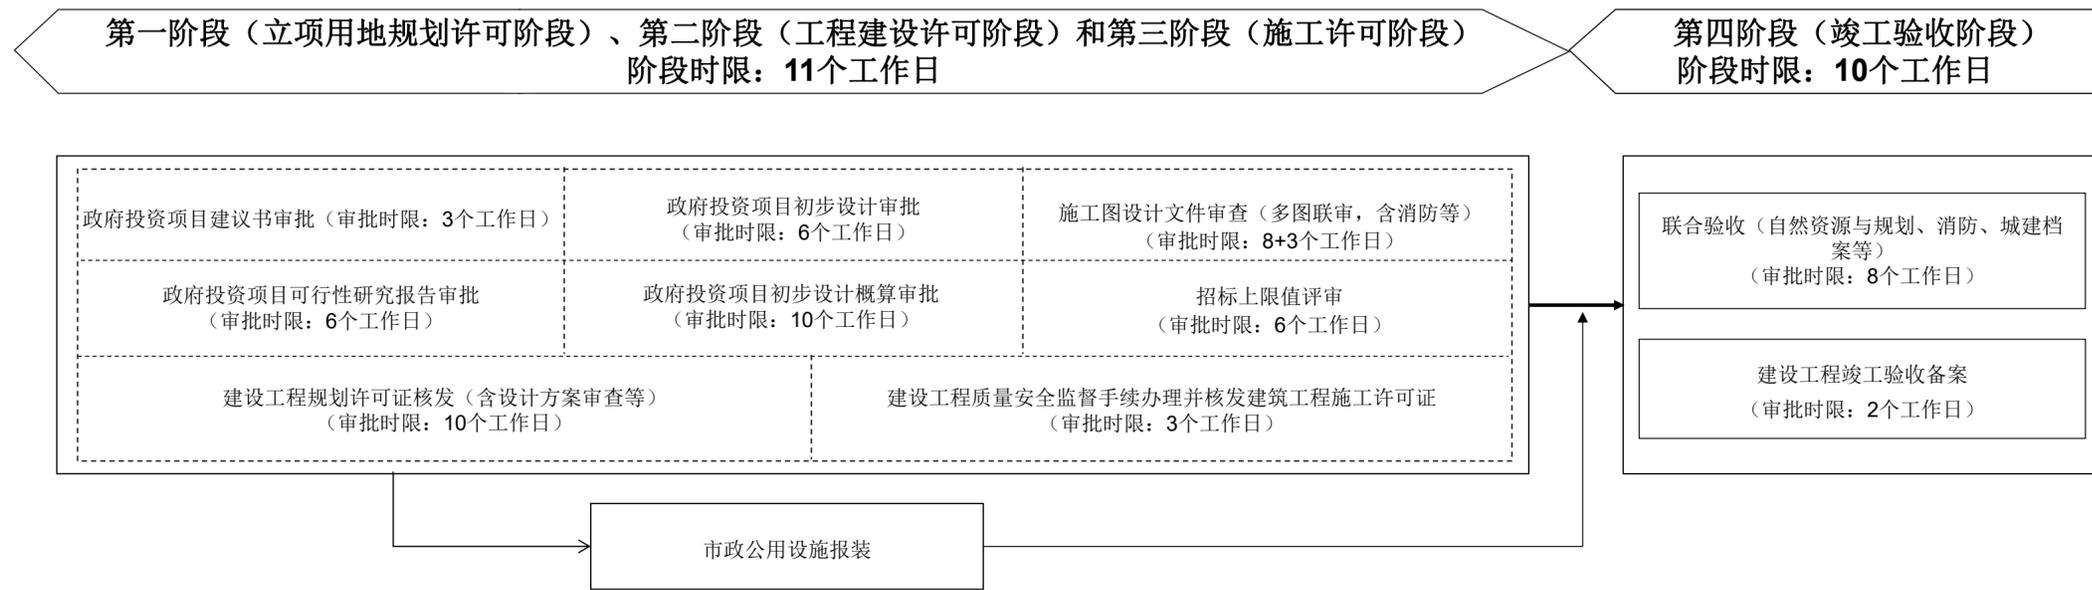 第一阶段（立项用地规划许可阶段）、第二阶段（工程建设许可阶段）和第三阶段（施工许可阶段）
阶段时限：11个工作日
第四阶段（竣工验收阶段）
阶段时限：10个工作日
政府投资项目建议书审批（审批时限：3个工作日）
政府投资项目初步设计审批
（审批时限：6个工作日）
施工图设计文件审查（多图联审，含消防等）
（审批时限：8+3个工作日）
政府投资项目可行性研究报告审批
（审批时限：6个工作日）
政府投资项目初步设计概算审批
（审批时限：10个工作日）
招标上限值评审
（审批时限：6个工作日）
建设工程规划许可证核发（含设计方案审查等）
（审批时限：10个工作日）
建设工程质量安全监督手续办理并核发建筑工程施工许可证
（审批时限：3个工作日）
联合验收（自然资源与规划、消防、城建档
案等）
（审批时限：8个工作日）
建设工程竣工验收备案
（审批时限：2个工作日）
市政公用设施报装